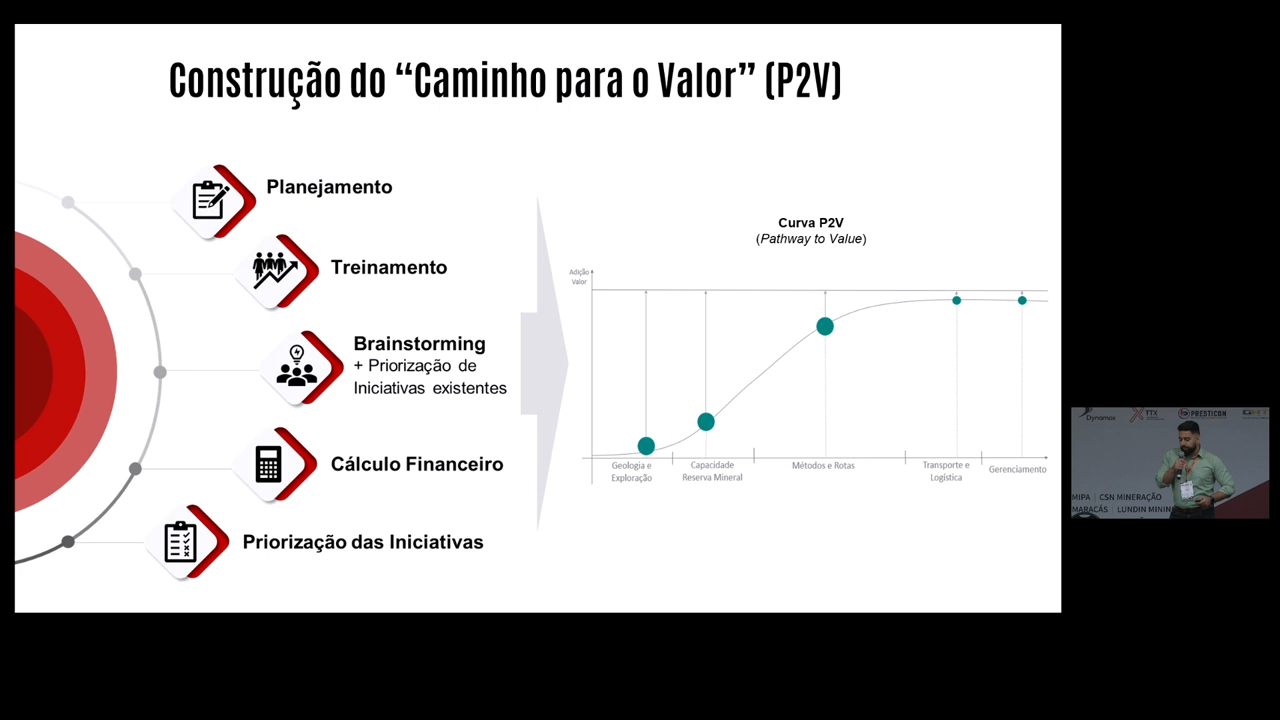 Construção do “Caminho para o Valor” (P2V)
Planejamento
Treinamento
Brainstorming
+ Priorização de
Iniciativas existentes
Cálculo Financeiro
Priorização das Iniciativas
Curva P2V
(Pathway to Value)
Adição
Valor
Geologia e
Exploração
Capacidade
Reserva Mineral
Métodos e Rotas
Transporte e
Logística
Gerenciamento
Dynamox
TTX
PRESTICON
MIPA | CSN MINERAÇÃO
MARACÁS | LUNDIN MININ